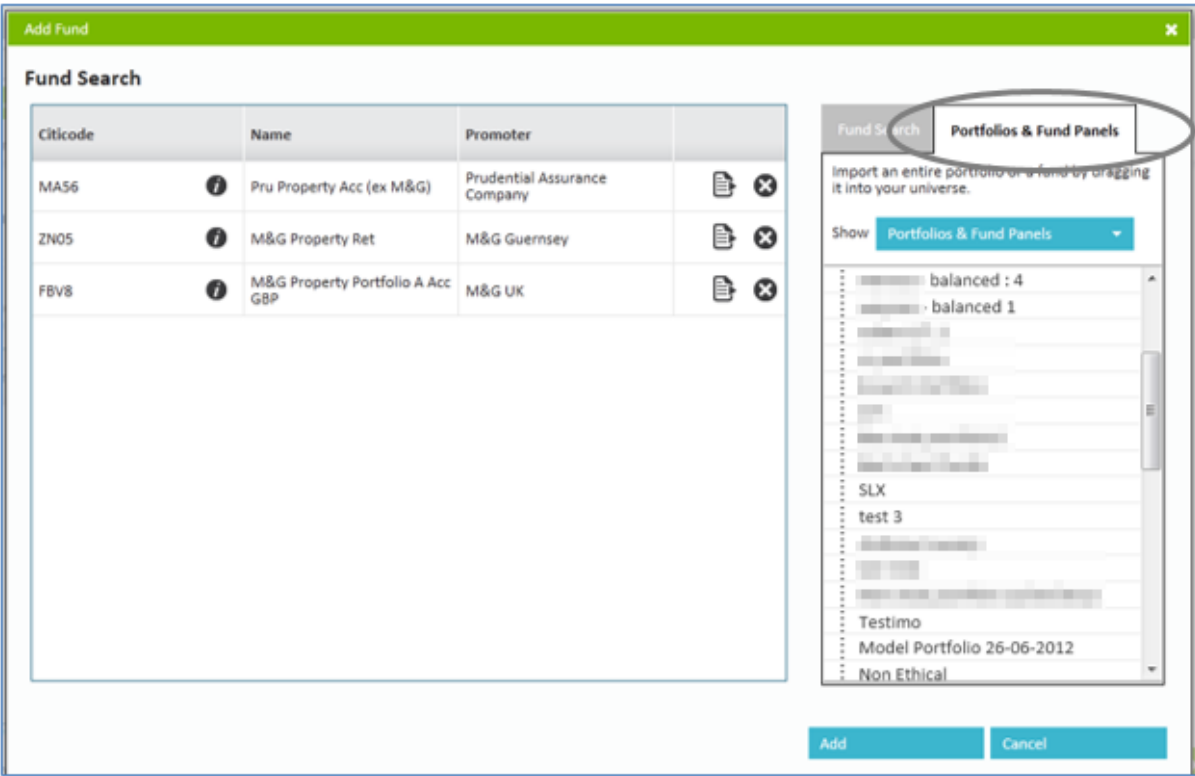 Add Fund
Fund Search
Citicode Name Promoter
MA56 Pru Property Acc (ex M&G) Prudential Assurance
Company
ZN05 M&G Property Ret M&G Guernsey
FBV8 M&G Property Portfolio A Acc
GBP M&G UK
Fund Search Portfolios & Fund Panels
Import an entire portfolio or a fund by dragging
it into your universe.
Show Portfolios & Fund Panels
balanced : 4
- balanced 1
SLX
test 3
Testimo
Model Portfolio 26-06-2012
Non Ethical
Add Cancel